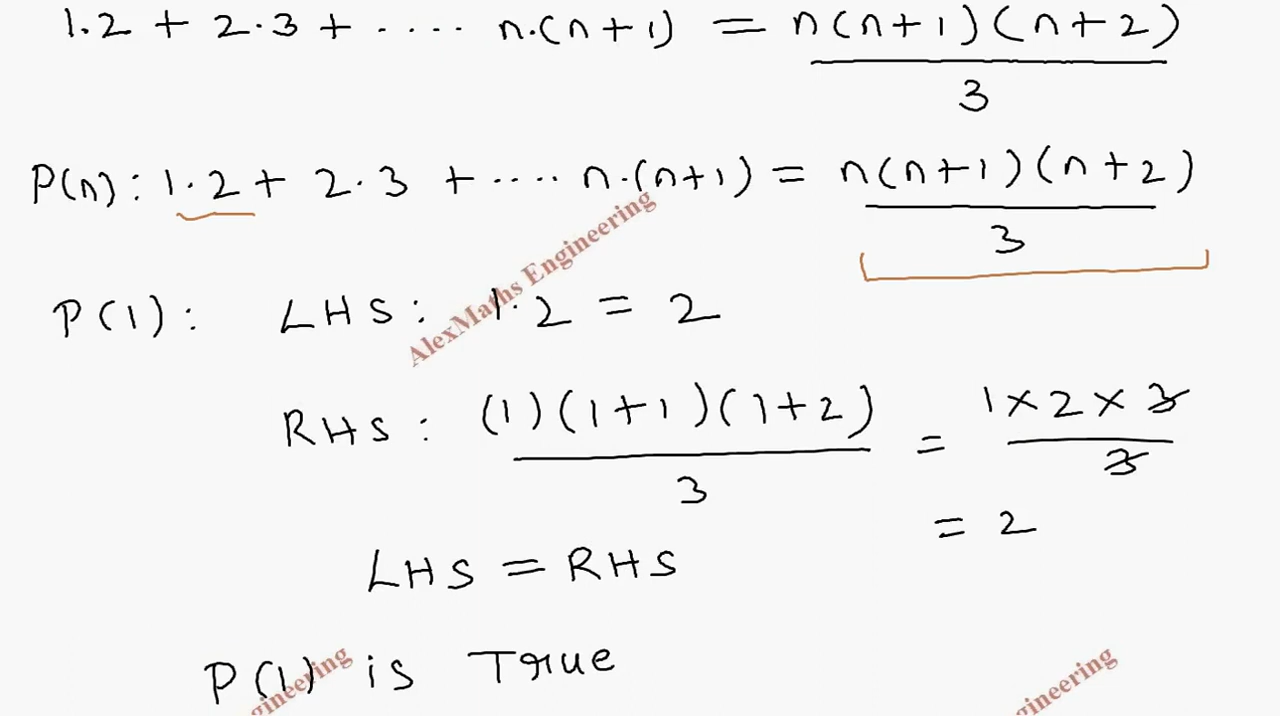 1.2 + 2.3 + .... n.(n+1) = n(n+1)(n+2)
3
P(n): 1.2 + 2.3 + .... n.(n+1) = n(n+1)(n+2)
3
P(1): LHS: 1.2 = 2
RHS: (1)(1+1)(1+2) = 1×2×3
3 3
= 2
LHS = RHS
P(1) is True
AlexMaths Engineering
gineering
gineering